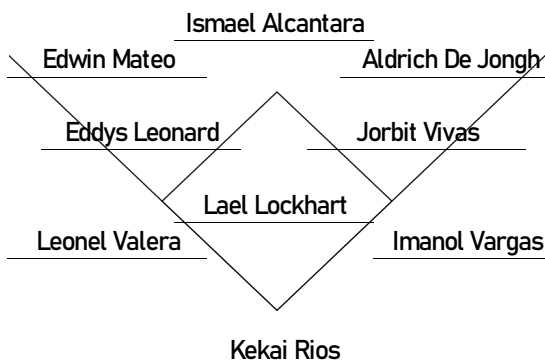 Ismael Alcantara
Edwin Mateo
Aldrich De Jongh
Eddys Leonard
Jorbit Vivas
Lael Lockhart
Leonel Valera
Imanol Vargas
Kekai Rios